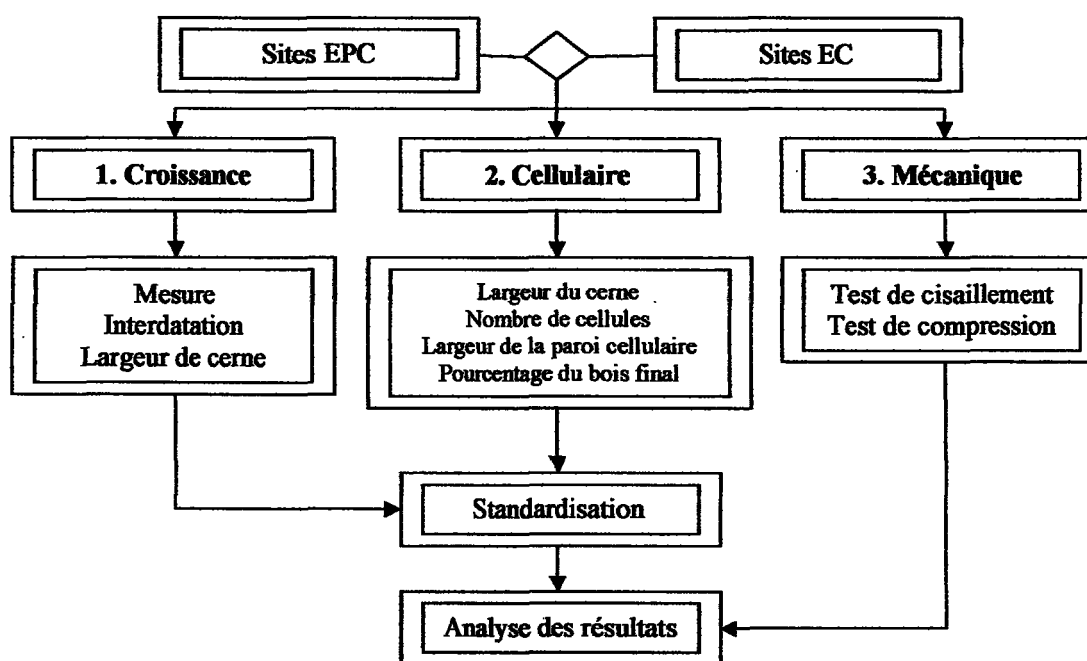 Sites EPC
Sites EC
1. Croissance
2. Cellulaire
3. Mécanique
Mesure
Interdatation
Largeur de cerne
Largeur du cerne
Nombre de cellules
Largeur de la paroi cellulaire
Pourcentage du bois final
Test de cisaillement
Test de compression
Standardisation
Analyse des résultats